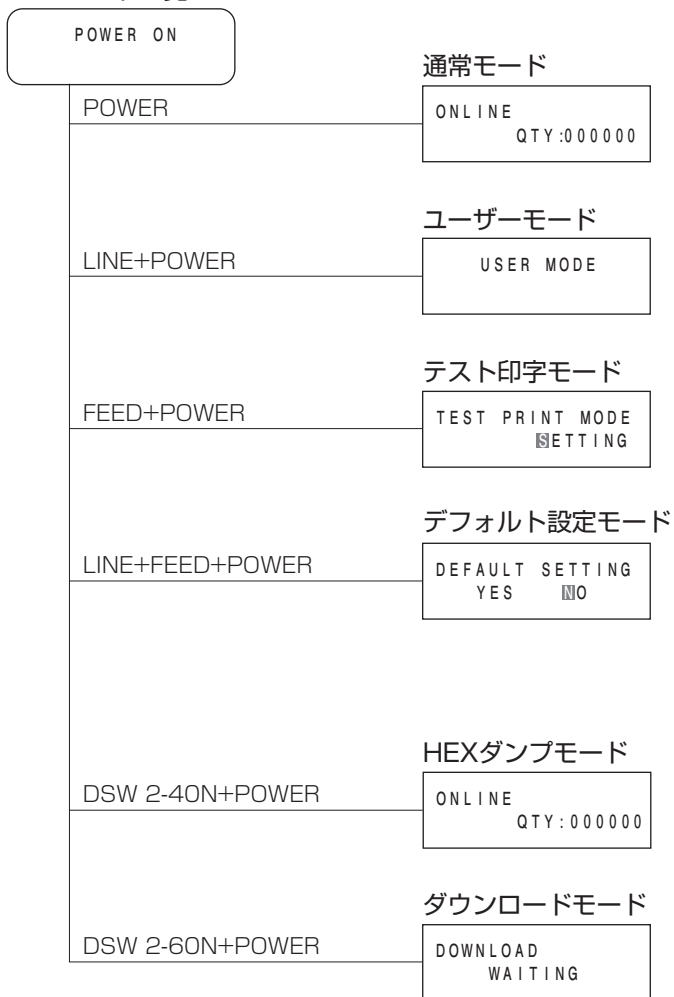 POWER ON
通常モード
POWER
ONLINE
QTY:000000
ユーザーモード
LINE+POWER
USER MODE
テスト印字モード
FEED+POWER
TEST PRINT MODE
SETTING
デフォルト設定モード
LINE+FEED+POWER
DEFAULT SETTING
YES NO
HEXダンプモード
DSW 2-4ON+POWER
ONLINE
QTY:000000
ダウンロードモード
DSW 2-6ON+POWER
DOWNLOAD
WAITING